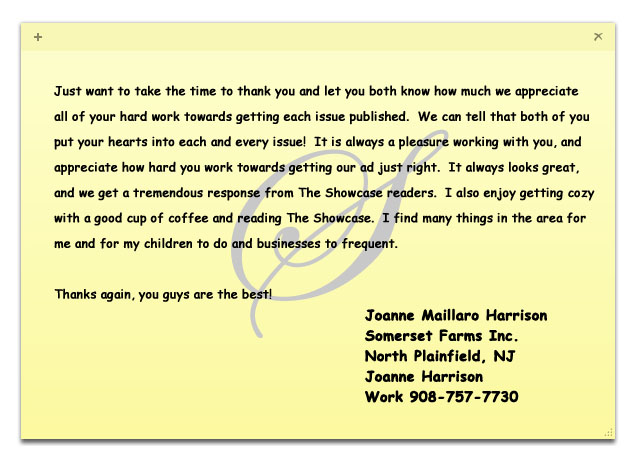 Just want to take the time to thank you and let you both know how much we appreciate
all of your hard work towards getting each issue published.  We can tell that both of you
put your hearts into each and every issue!  It is always a pleasure working with you, and
appreciate how hard you work towards getting our ad just right.  It always looks great,
and we get a tremendous response from The Showcase readers.  I also enjoy getting cozy
with a good cup of coffee and reading The Showcase.  I find many things in the area for
me and for my children to do and businesses to frequent.
Thanks again, you guys are the best!
Joanne Maillaro Harrison
Somerset Farms Inc.
North Plainfield, NJ
Joanne Harrison
Work 908-757-7730
S